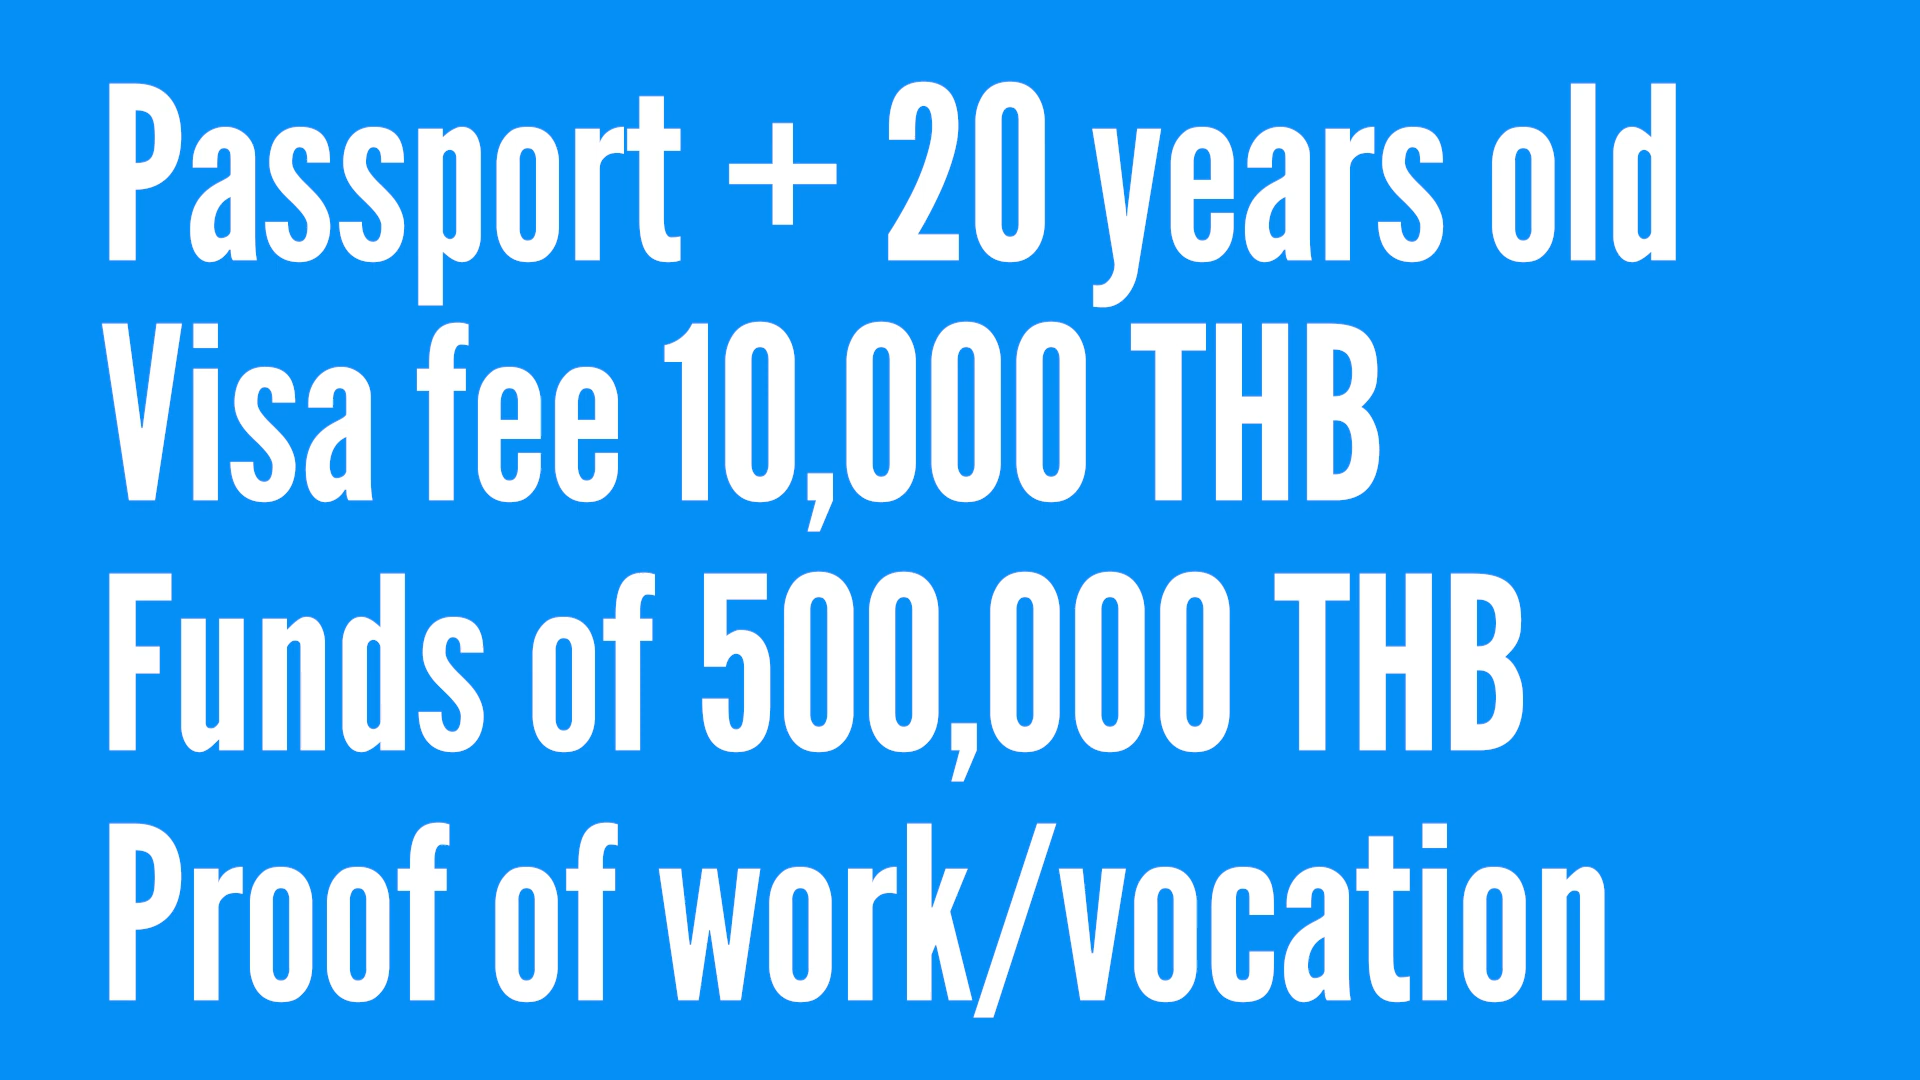 Passport + 20 years old
Visa fee 10,000 THB
Funds of 500,000 THB
Proof of work/vocation